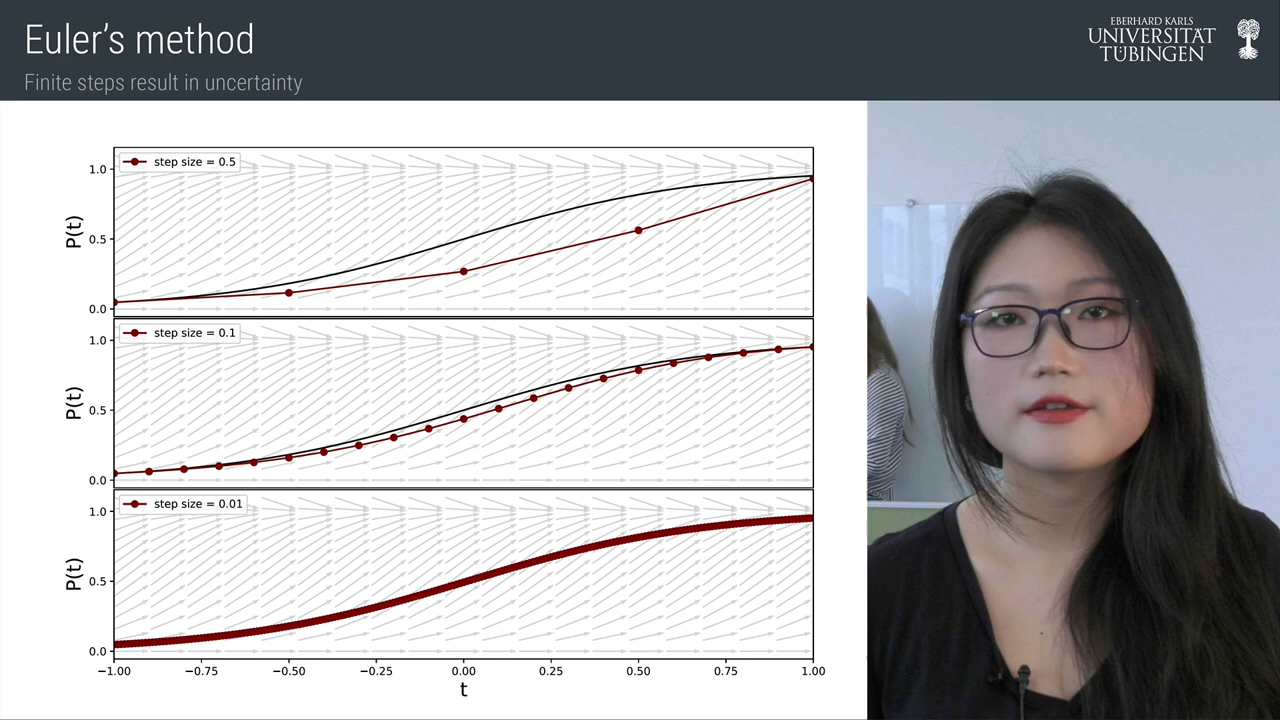 Euler's method
Finite steps result in uncertainty
EBERHARD KARLS
UNIVERSITÄT
TÜBINGEN
step size = 0.5
1.0
0.5
0.0
P(t)
step size = 0.1
1.0
0.5
0.0
P(t)
step size = 0.01
1.0
0.5
0.0
P(t)
−1.00 −0.75 −0.50 −0.25 0.00 0.25 0.50 0.75 1.00
t